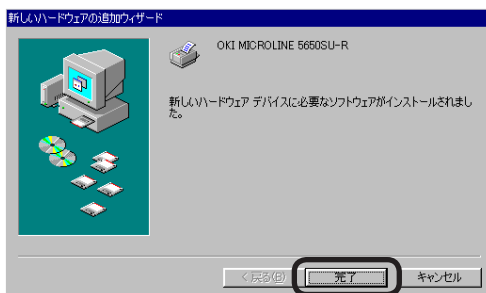 新しいハードウェアの追加ウィザード
OKI MICROLINE 5650SU-R
新しいハードウェア デバイスに必要なソフトウェアがインストールされまし
た。
< 戻る(B)
完了
キャンセル